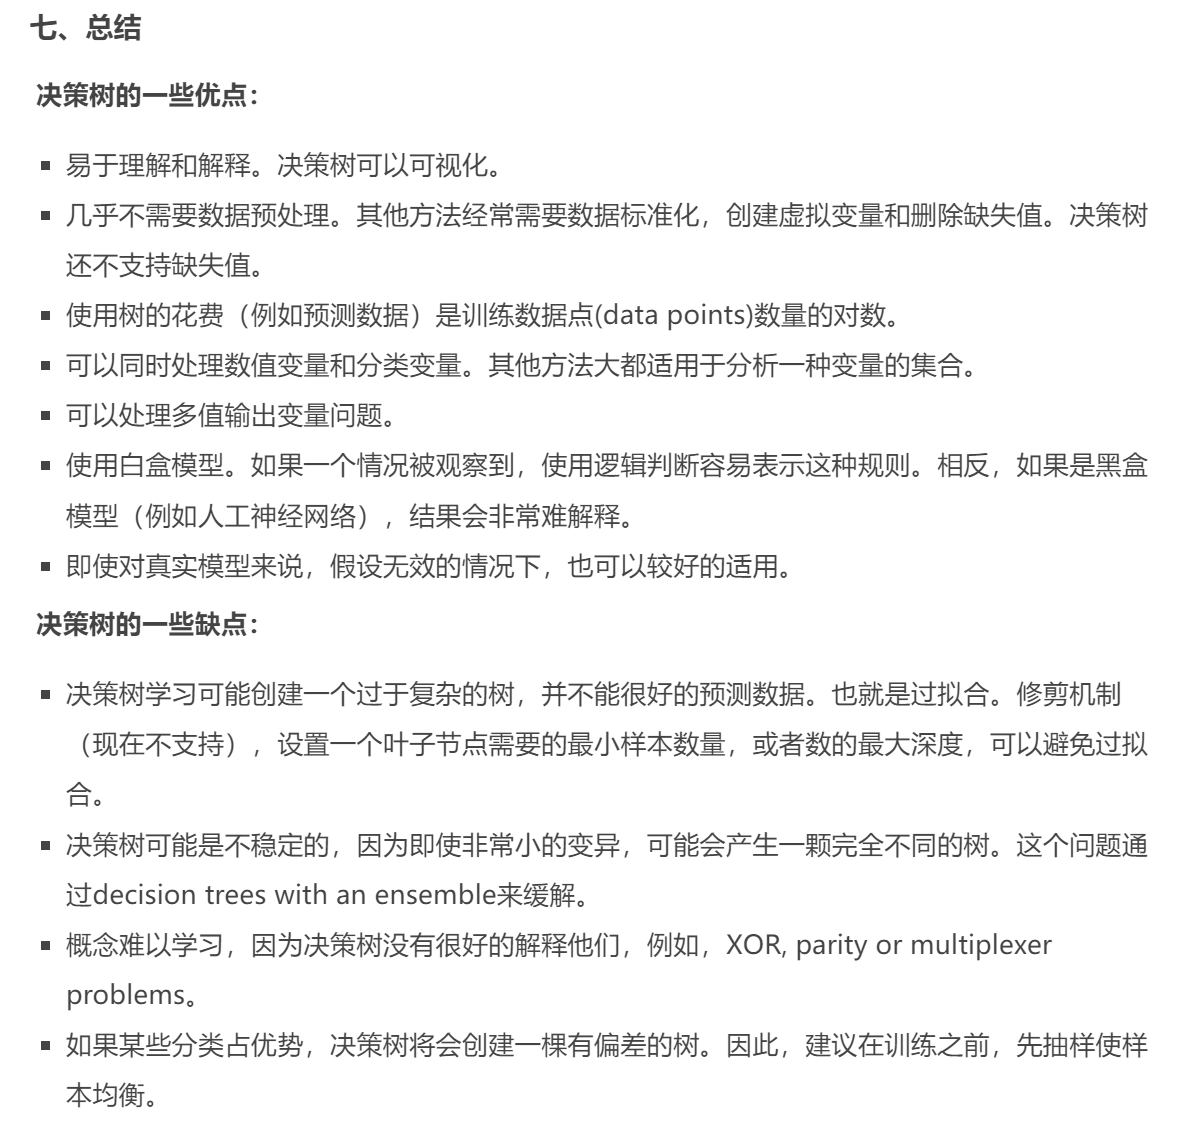 七、总结
决策树的一些优点：
▪ 易于理解和解释。决策树可以可视化。
▪ 几乎不需要数据预处理。其他方法经常需要数据标准化，创建虚拟变量和删除缺失值。决策树
还不支持缺失值。
▪ 使用树的花费（例如预测数据）是训练数据点(data points)数量的对数。
▪ 可以同时处理数值变量和分类变量。其他方法大都适用于分析一种变量的集合。
▪ 可以处理多值输出变量问题。
▪ 使用白盒模型。如果一个情况被观察到，使用逻辑判断容易表示这种规则。相反，如果是黑盒
模型（例如人工神经网络），结果会非常难解释。
▪ 即使对真实模型来说，假设无效的情况下，也可以较好的适用。
决策树的一些缺点：
▪ 决策树学习可能创建一个过于复杂的树，并不能很好的预测数据。也就是过拟合。修剪机制
（现在不支持），设置一个叶子节点需要的最小样本数量，或者数的最大深度，可以避免过拟
合。
▪ 决策树可能是不稳定的，因为即使非常小的变异，可能会产生一颗完全不同的树。这个问题通
过decision trees with an ensemble来缓解。
▪ 概念难以学习，因为决策树没有很好的解释他们，例如，XOR, parity or multiplexer
problems。
▪ 如果某些分类占优势，决策树将会创建一棵有偏差的树。因此，建议在训练之前，先抽样使样
本均衡。